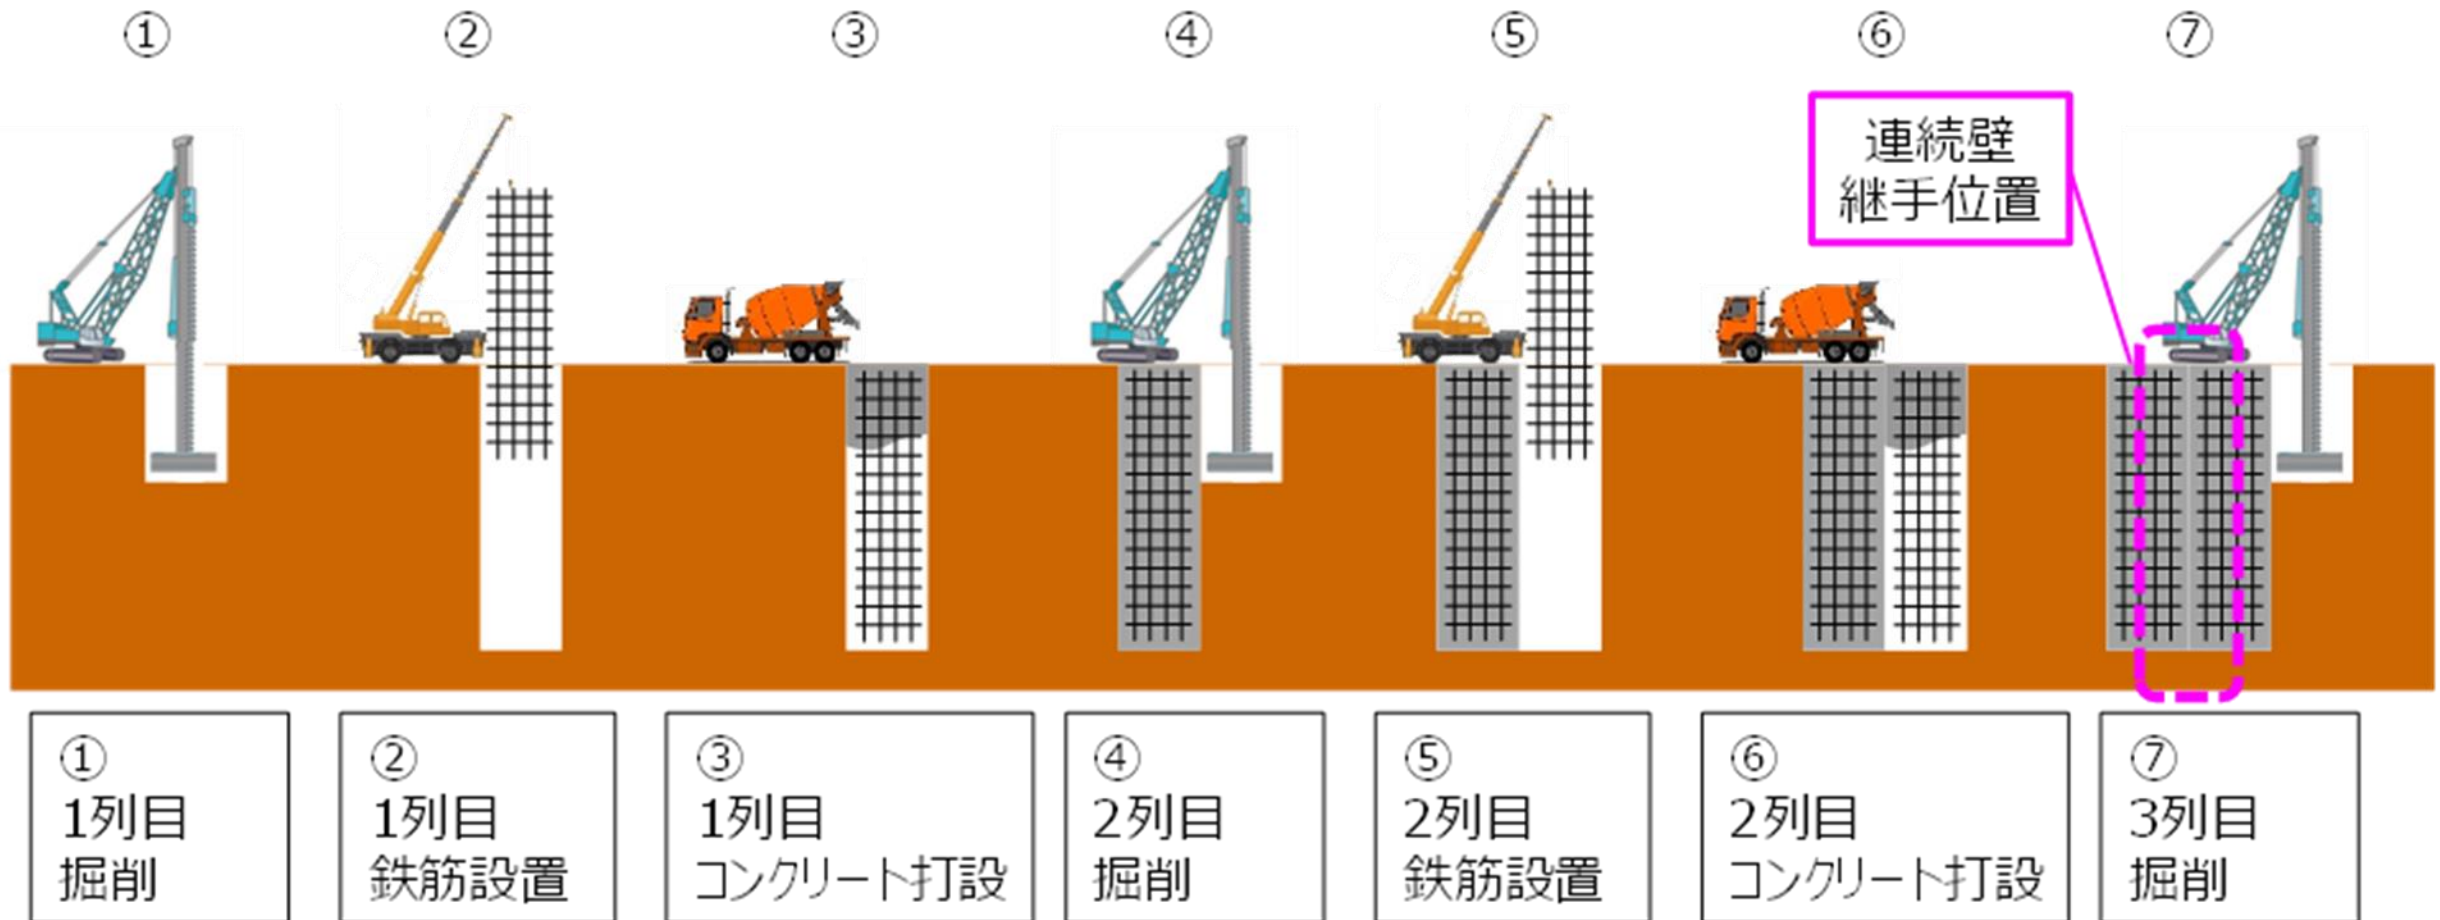 ①
②
③
④
⑤
⑥
⑦
連続壁
継手位置
①
1列目
掘削
②
1列目
鉄筋設置
③
1列目
コンクリート打設
④
2列目
掘削
⑤
2列目
鉄筋設置
⑥
2列目
コンクリート打設
⑦
3列目
掘削